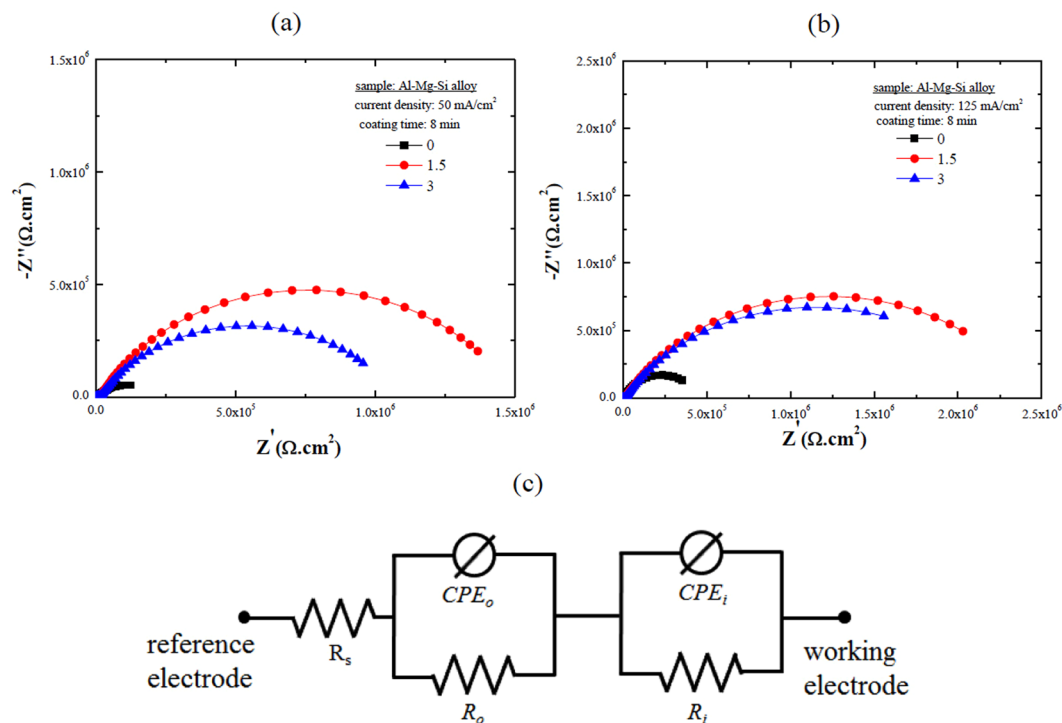 (a)
1.5x10⁶
1.0x10⁶
5.0x10⁵
0.0
-Z''(Ω.cm²)
sample: Al-Mg-Si alloy
current density: 50 mA/cm²
coating time: 8 min
0
1.5
3
0.0
5.0x10⁵
1.0x10⁶
1.5x10⁶
Z'(Ω.cm²)
(b)
2.5x10⁶
2.0x10⁶
1.5x10⁶
1.0x10⁶
5.0x10⁵
0.0
-Z''(Ω.cm²)
sample: Al-Mg-Si alloy
current density: 125 mA/cm²
coating time: 8 min
0
1.5
3
0.0
5.0x10⁵
1.0x10⁶
1.5x10⁶
2.0x10⁶
2.5x10⁶
Z'(Ω.cm²)
(c)
CPEₒ
CPEᵢ
reference
electrode
Rₛ
Rₒ
Rᵢ
working
electrode